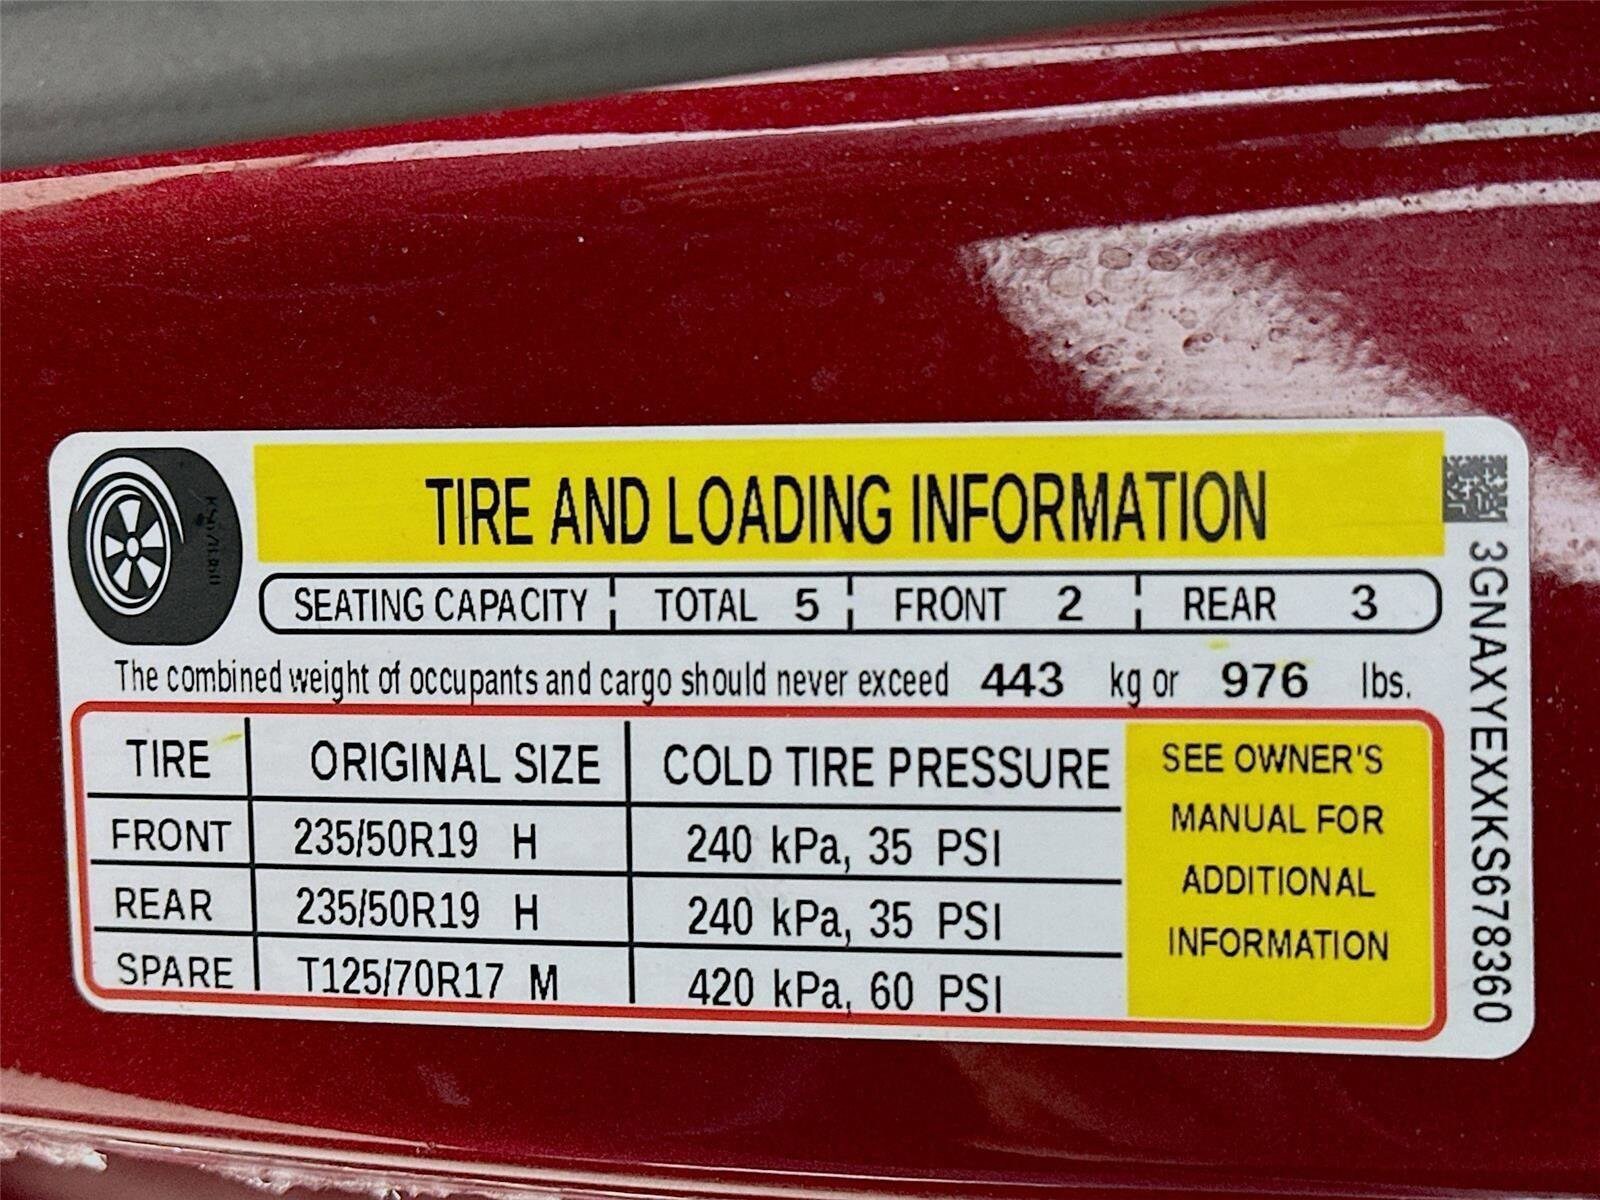 TIRE AND LOADING INFORMATION
SEATING CAPACITY TOTAL 5 FRONT 2 REAR 3
The combined weight of occupants and cargo should never exceed 443 kg or 976 lbs.
TIRE ORIGINAL SIZE COLD TIRE PRESSURE
FRONT 235/50R19 H 240 kPa, 35 PSI
REAR 235/50R19 H 240 kPa, 35 PSI
SPARE T125/70R17 M 420 kPa, 60 PSI
SEE OWNER'S
MANUAL FOR
ADDITIONAL
INFORMATION
3GNAXYEXXKS678360